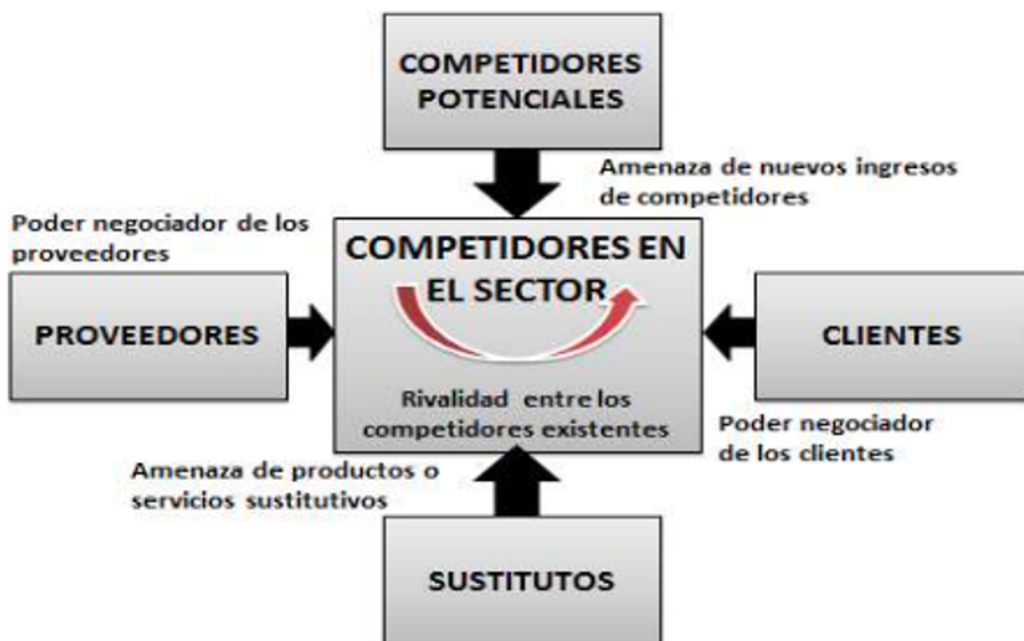 COMPETIDORES
POTENCIALES
Amenaza de nuevos ingresos
de competidores
Poder negociador de los
proveedores
PROVEEDORES
COMPETIDORES EN
EL SECTOR
Rivalidad entre los
competidores existentes
CLIENTES
Poder negociador
de los clientes
Amenaza de productos o
servicios sustitutivos
SUSTITUTOS